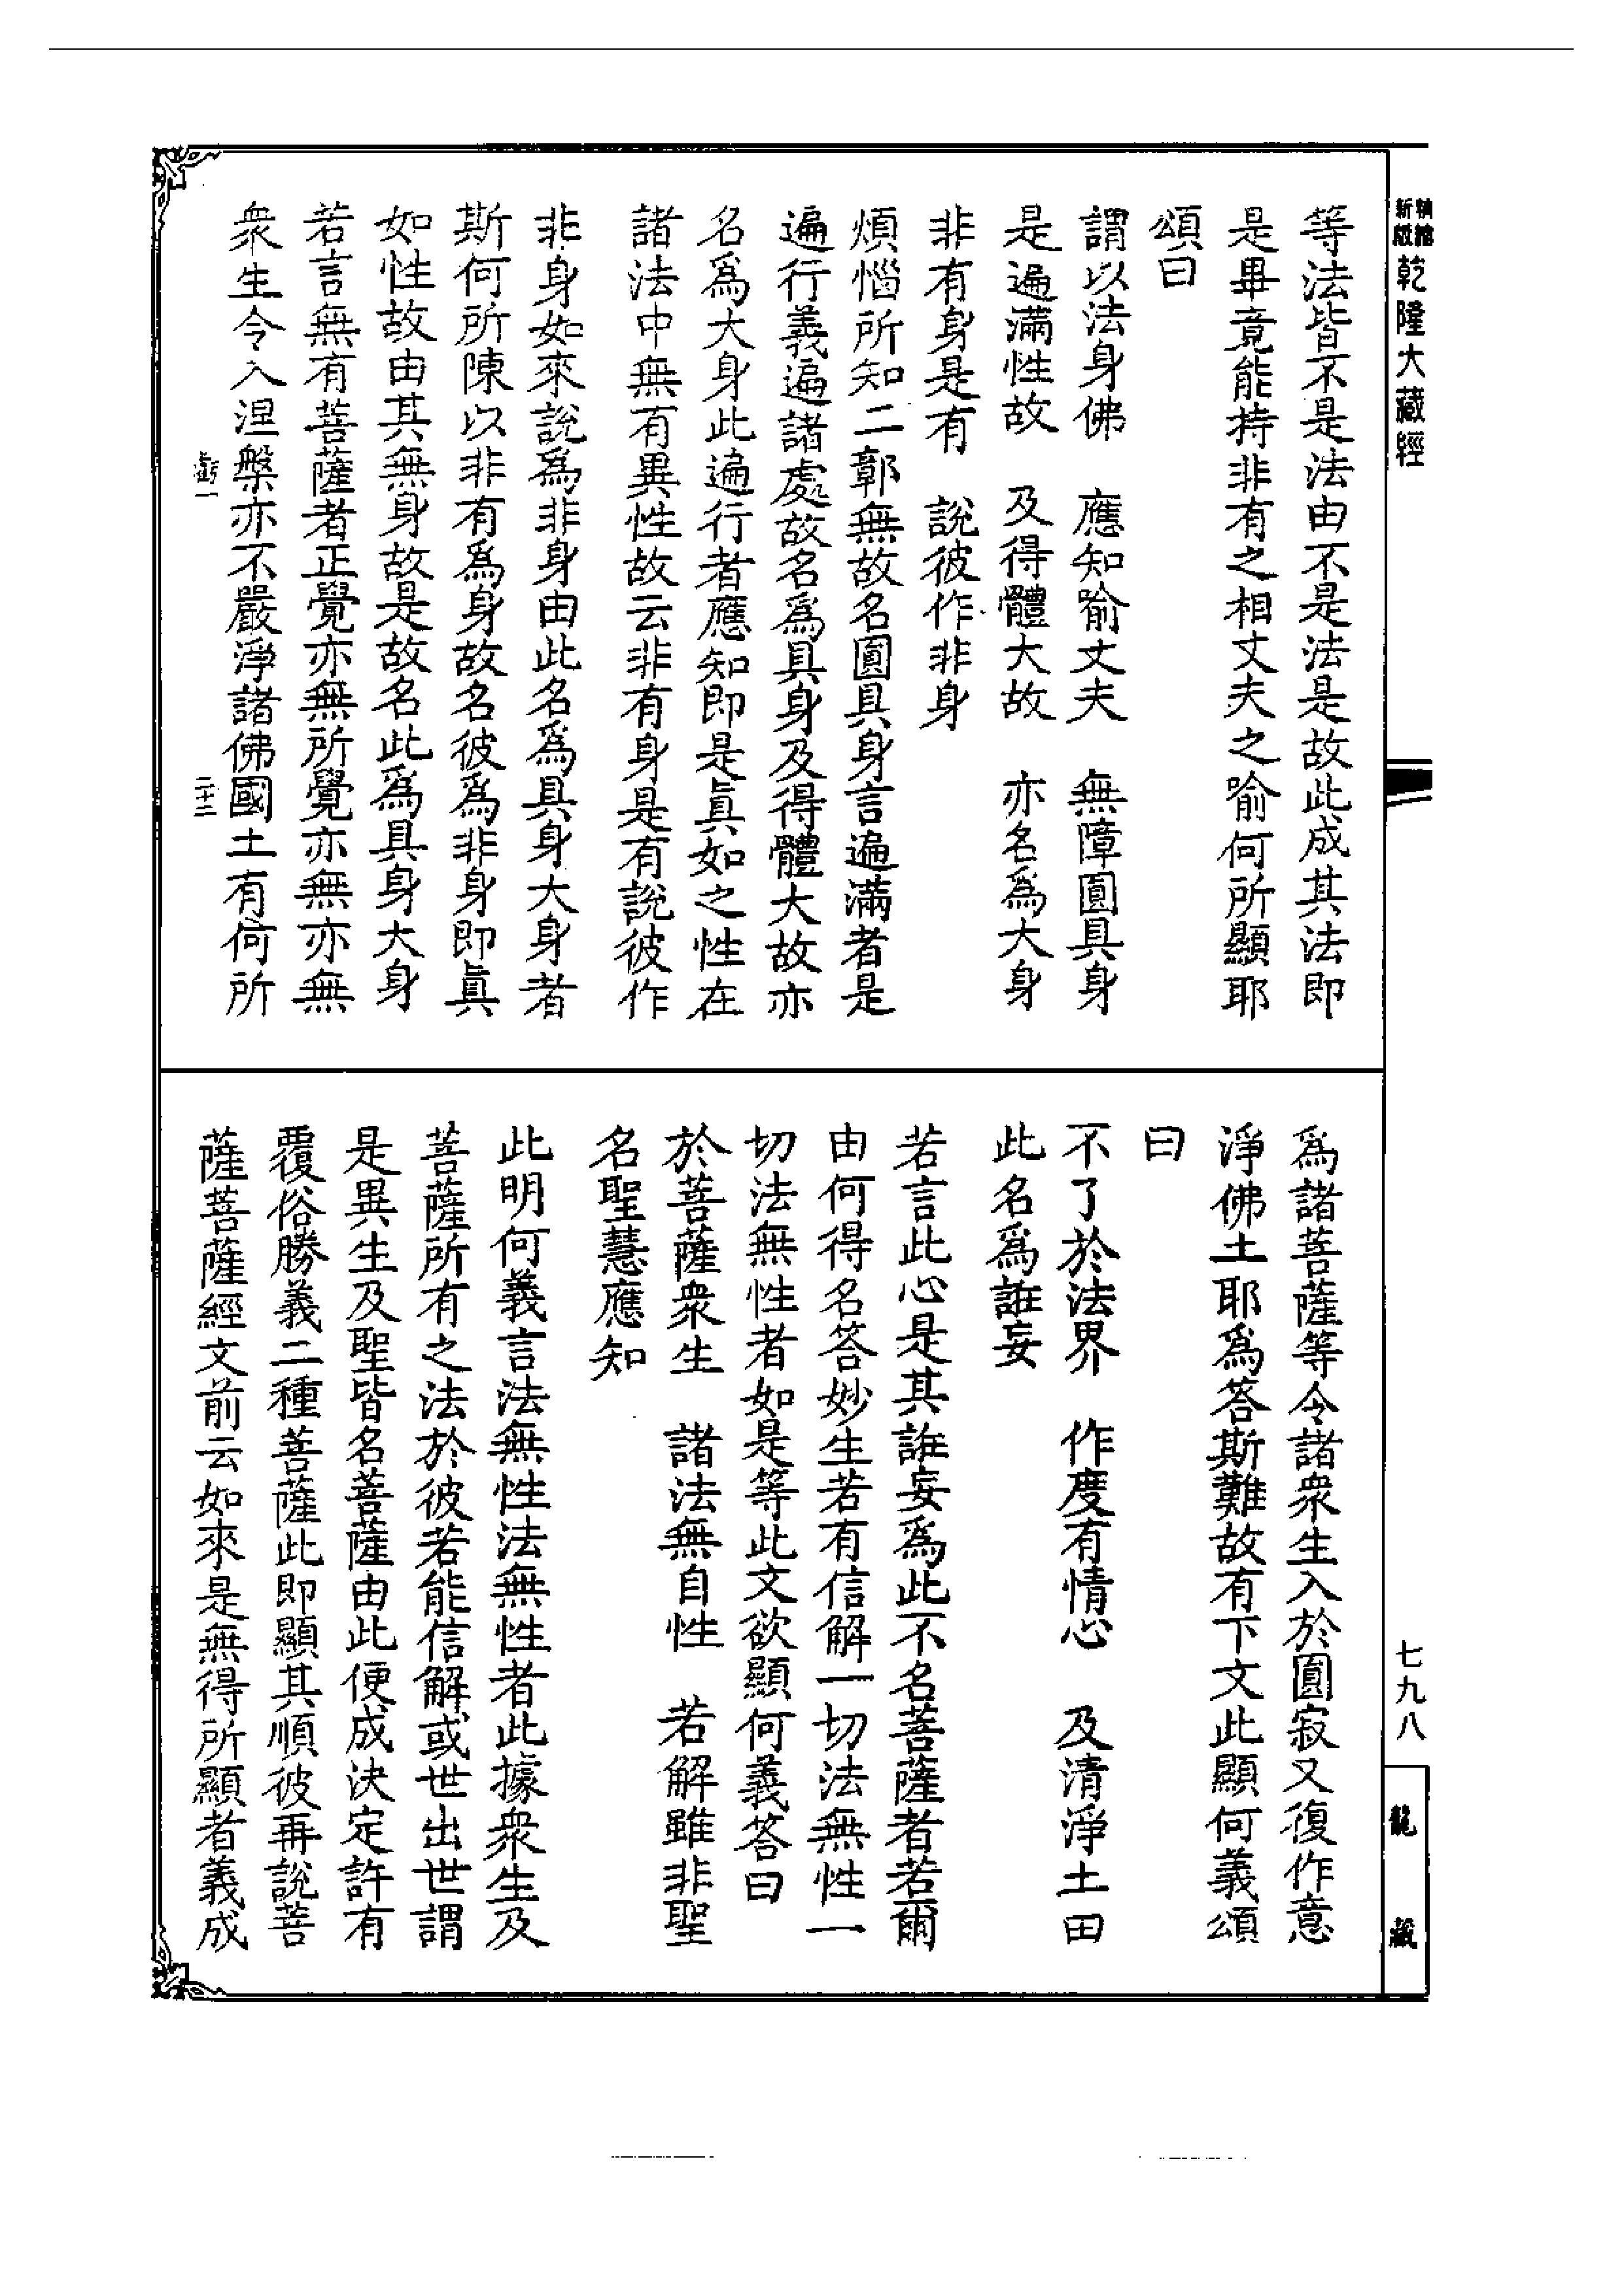 新版精縮
乾隆大藏經
等法皆不是法由不是法是故此成其法即
是畢竟能持非有之相丈夫之喻何所顯耶
頌曰
謂以法身佛　應知喻丈夫　無障圓具身
是遍滿性故　及得體大故　亦名爲大身
非有身是有　說彼作非身
煩惱所知二鄣無故名圓具身言遍滿者是
遍行義遍諸處故名爲具身及得體大故亦
名爲大身此遍行者應知即是眞如之性在
諸法中無有異性故云非有身是有說彼作
非身如來說爲非身由此名爲具身大身者
斯何所陳以非有爲身故名彼爲非身即眞
如性故由其無身故是故名此爲具身大身
若言無有菩薩者正覺亦無所覺亦無亦無
衆生令入涅槃亦不嚴淨諸佛國土有何所
二十三
爲諸菩薩等令諸衆生入於圓寂又復作意
淨佛土耶爲答斯難故有下文此顯何義頌
曰
不了於法界　作度有情心　及清淨土田
此名爲誑妄
若言此心是其誑妄爲此不名菩薩者若爾
由何得名答妙生若有信解一切法無性一
切法無性者如是等此文欲顯何義答曰
於菩薩衆生　諸法無自性　若解雖非聖
名聖慧應知
此明何義言法無性法無性者此據衆生及
菩薩所有之法於彼若能信解或世出世謂
是異生及聖皆名菩薩由此便成決定許有
覆俗勝義二種菩薩此即顯其順彼再說菩
薩菩薩經文前云如來是無得所顯者義成
七九八
龍藏